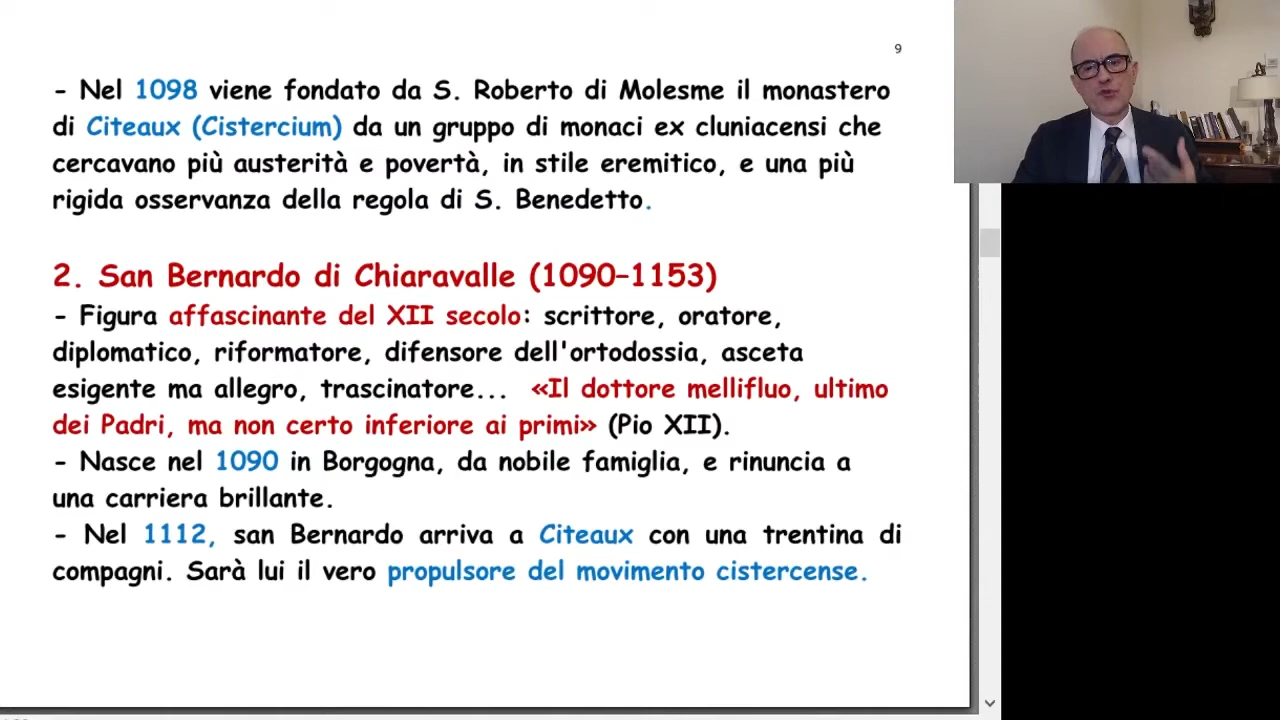 9
- Nel 1098 viene fondato da S. Roberto di Molesme il monastero
di Citeaux (Cistercium) da un gruppo di monaci ex cluniacensi che
cercavano più austerità e povertà, in stile eremitico, e una più
rigida osservanza della regola di S. Benedetto.
2. San Bernardo di Chiaravalle (1090–1153)
- Figura affascinante del XII secolo: scrittore, oratore,
diplomatico, riformatore, difensore dell'ortodossia, asceta
esigente ma allegro, trascinatore... «Il dottore mellifluo, ultimo
dei Padri, ma non certo inferiore ai primi» (Pio XII).
- Nasce nel 1090 in Borgogna, da nobile famiglia, e rinuncia a
una carriera brillante.
- Nel 1112, san Bernardo arriva a Citeaux con una trentina di
compagni. Sarà lui il vero propulsore del movimento cistercense.